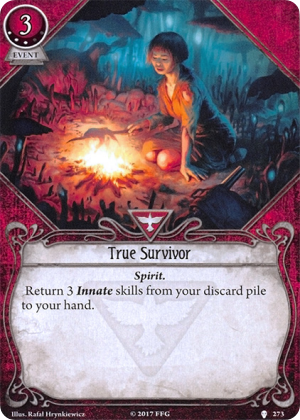 3
EVENT
True Survivor
Spirit.
Return 3 Innate skills from your discard pile
to your hand.
Illus. Rafał Hrynkiewicz
© 2017 FFG
273